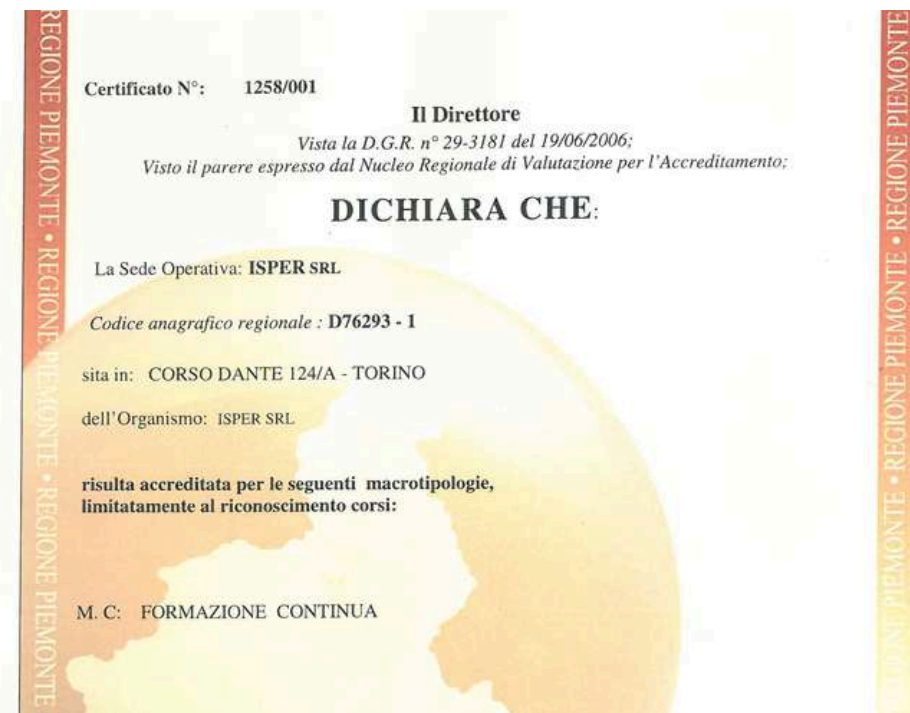 REGIONE PIEMONTE • REGIONE PIEMONTE • REGIONE PIEMONTE
Certificato N°: 1258/001
Il Direttore
Vista la D.G.R. n° 29-3181 del 19/06/2006;
Visto il parere espresso dal Nucleo Regionale di Valutazione per l'Accreditamento;
DICHIARA CHE:
La Sede Operativa: ISPER SRL
Codice anagrafico regionale : D76293 - 1
sita in: CORSO DANTE 124/A - TORINO
dell'Organismo: ISPER SRL
risulta accreditata per le seguenti macrotipologie,
limitatamente al riconoscimento corsi:
M. C: FORMAZIONE CONTINUA
REGIONE PIEMONTE • REGIONE PIEMONTE • REGIONE PIEMONTE